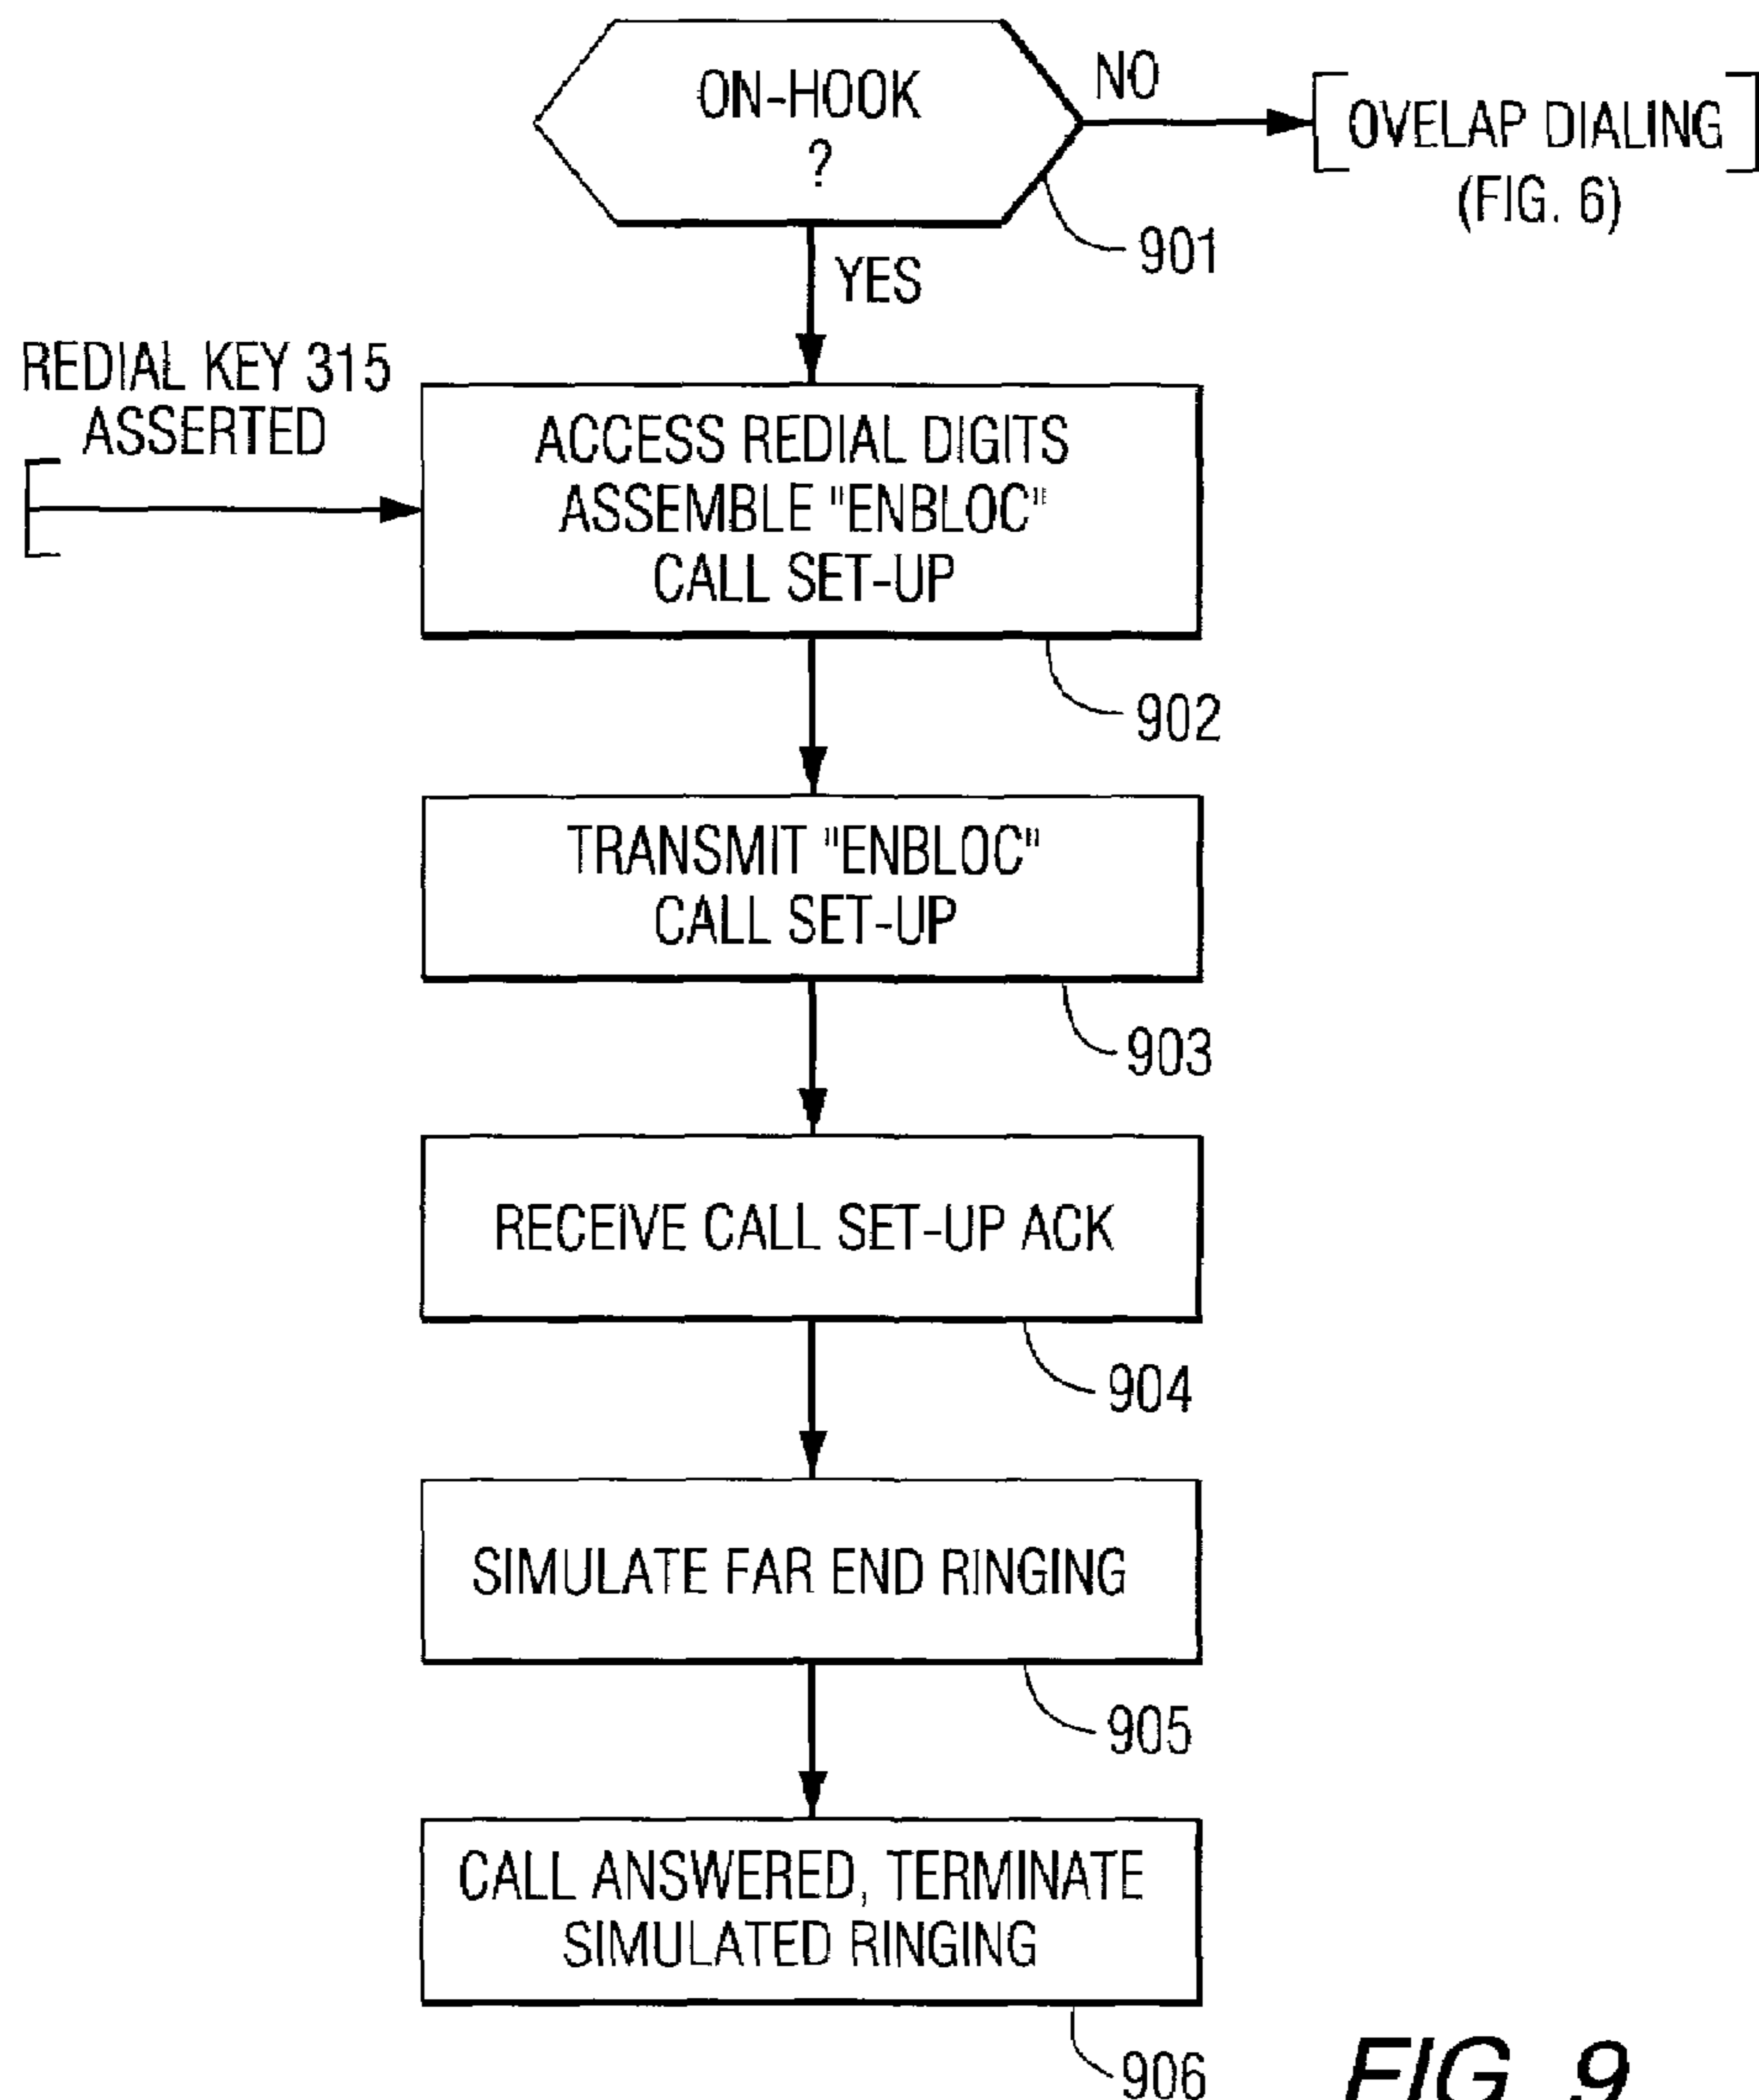 ON-HOOK
?
NO
OVELAP DIALING
(FIG. 6)
901
YES
REDIAL KEY 315
ASSERTED
ACCESS REDIAL DIGITS
ASSEMBLE "ENBLOC"
CALL SET-UP
902
TRANSMIT "ENBLOC"
CALL SET-UP
903
RECEIVE CALL SET-UP ACK
904
SIMULATE FAR END RINGING
905
CALL ANSWERED, TERMINATE
SIMULATED RINGING
906
FIG. 9